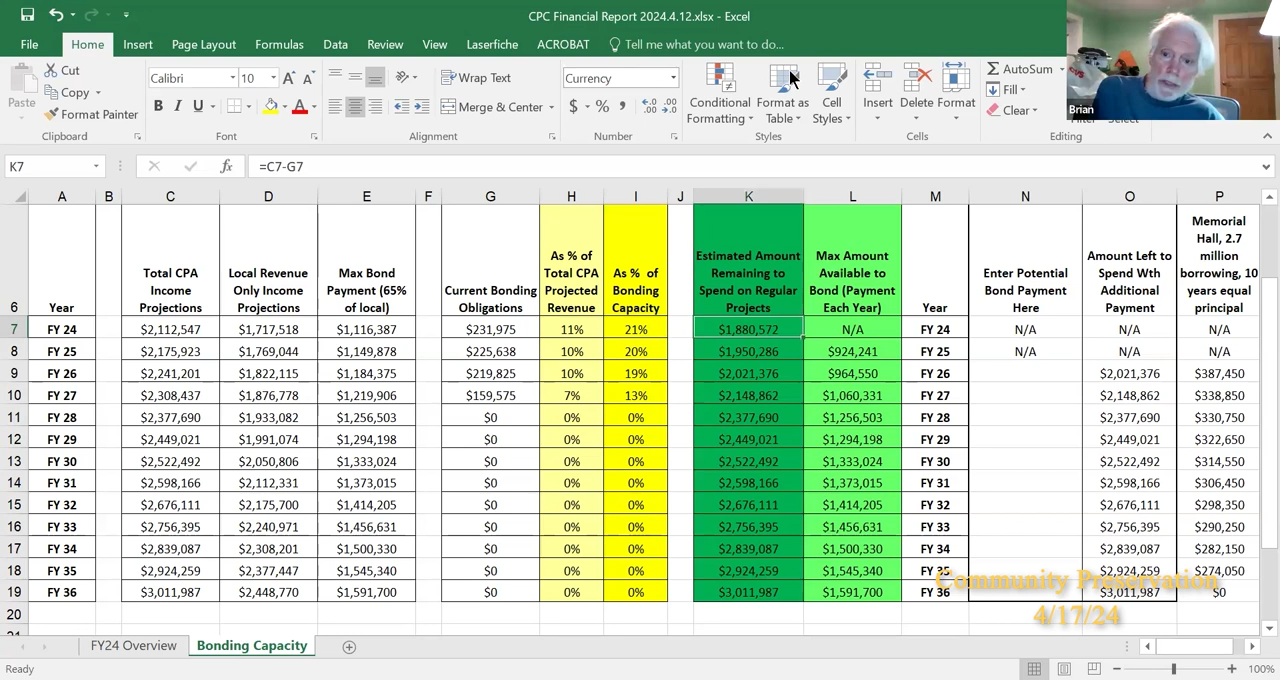 CPC Financial Report 2024.4.12.xlsx - Excel
File Home Insert Page Layout Formulas Data Review View Laserfiche ACROBAT Tell me what you want to do...
Paste
Cut
Copy
Format Painter
Clipboard
Calibri 10
B I U
Font
Wrap Text
Merge & Center
Alignment
Currency
$ % ,
Number
Conditional Formatting
Format as Table
Cell Styles
Styles
Insert
Delete
Format
Cells
AutoSum
Fill
Clear
Editing
Brian
K7 fx =C7-G7
A B C D E F G H I J K L M N O P
6 Year Total CPA Income Projections Local Revenue Only Income Projections Max Bond Payment (65% of local) Current Bonding Obligations As % of Total CPA Projected Revenue As % of Bonding Capacity Estimated Amount Remaining to Spend on Regular Projects Max Amount Available to Bond (Payment Each Year) Year Enter Potential Bond Payment Here Amount Left to Spend Wth Additional Payment Memorial Hall, 2.7 million borrowing, 10 years equal principal
7 FY 24 $2,112,547 $1,717,518 $1,116,387 $231,975 11% 21% $1,880,572 N/A FY 24 N/A N/A N/A
8 FY 25 $2,175,923 $1,769,044 $1,149,878 $225,638 10% 20% $1,950,286 $924,241 FY 25 N/A N/A N/A
9 FY 26 $2,241,201 $1,822,115 $1,184,375 $219,825 10% 19% $2,021,376 $964,550 FY 26 $2,021,376 $387,450
10 FY 27 $2,308,437 $1,876,778 $1,219,906 $159,575 7% 13% $2,148,862 $1,060,331 FY 27 $2,148,862 $338,850
11 FY 28 $2,377,690 $1,933,082 $1,256,503 $0 0% 0% $2,377,690 $1,256,503 FY 28 $2,377,690 $330,750
12 FY 29 $2,449,021 $1,991,074 $1,294,198 $0 0% 0% $2,449,021 $1,294,198 FY 29 $2,449,021 $322,650
13 FY 30 $2,522,492 $2,050,806 $1,333,024 $0 0% 0% $2,522,492 $1,333,024 FY 30 $2,522,492 $314,550
14 FY 31 $2,598,166 $2,112,331 $1,373,015 $0 0% 0% $2,598,166 $1,373,015 FY 31 $2,598,166 $306,450
15 FY 32 $2,676,111 $2,175,700 $1,414,205 $0 0% 0% $2,676,111 $1,414,205 FY 32 $2,676,111 $298,350
16 FY 33 $2,756,395 $2,240,971 $1,456,631 $0 0% 0% $2,756,395 $1,456,631 FY 33 $2,756,395 $290,250
17 FY 34 $2,839,087 $2,308,201 $1,500,330 $0 0% 0% $2,839,087 $1,500,330 FY 34 $2,839,087 $282,150
18 FY 35 $2,924,259 $2,377,447 $1,545,340 $0 0% 0% $2,924,259 $1,545,340 FY 35 $2,924,259 $274,050
19 FY 36 $3,011,987 $2,448,770 $1,591,700 $0 0% 0% $3,011,987 $1,591,700 FY 36 $3,011,987 $0
20
Community Preservation
4/17/24
FY24 Overview Bonding Capacity
Ready 100%